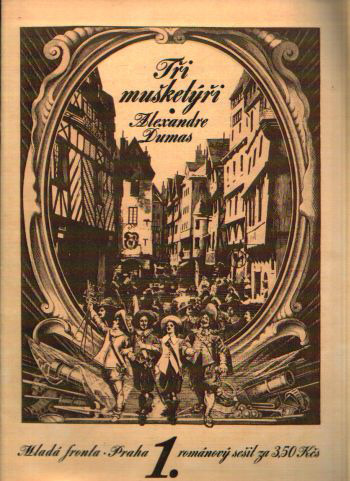 Tři
mušketýři
•
Alexandre
Dumas
Mladá fronta • Praha 1. románový sešit za 3,50 Kčs